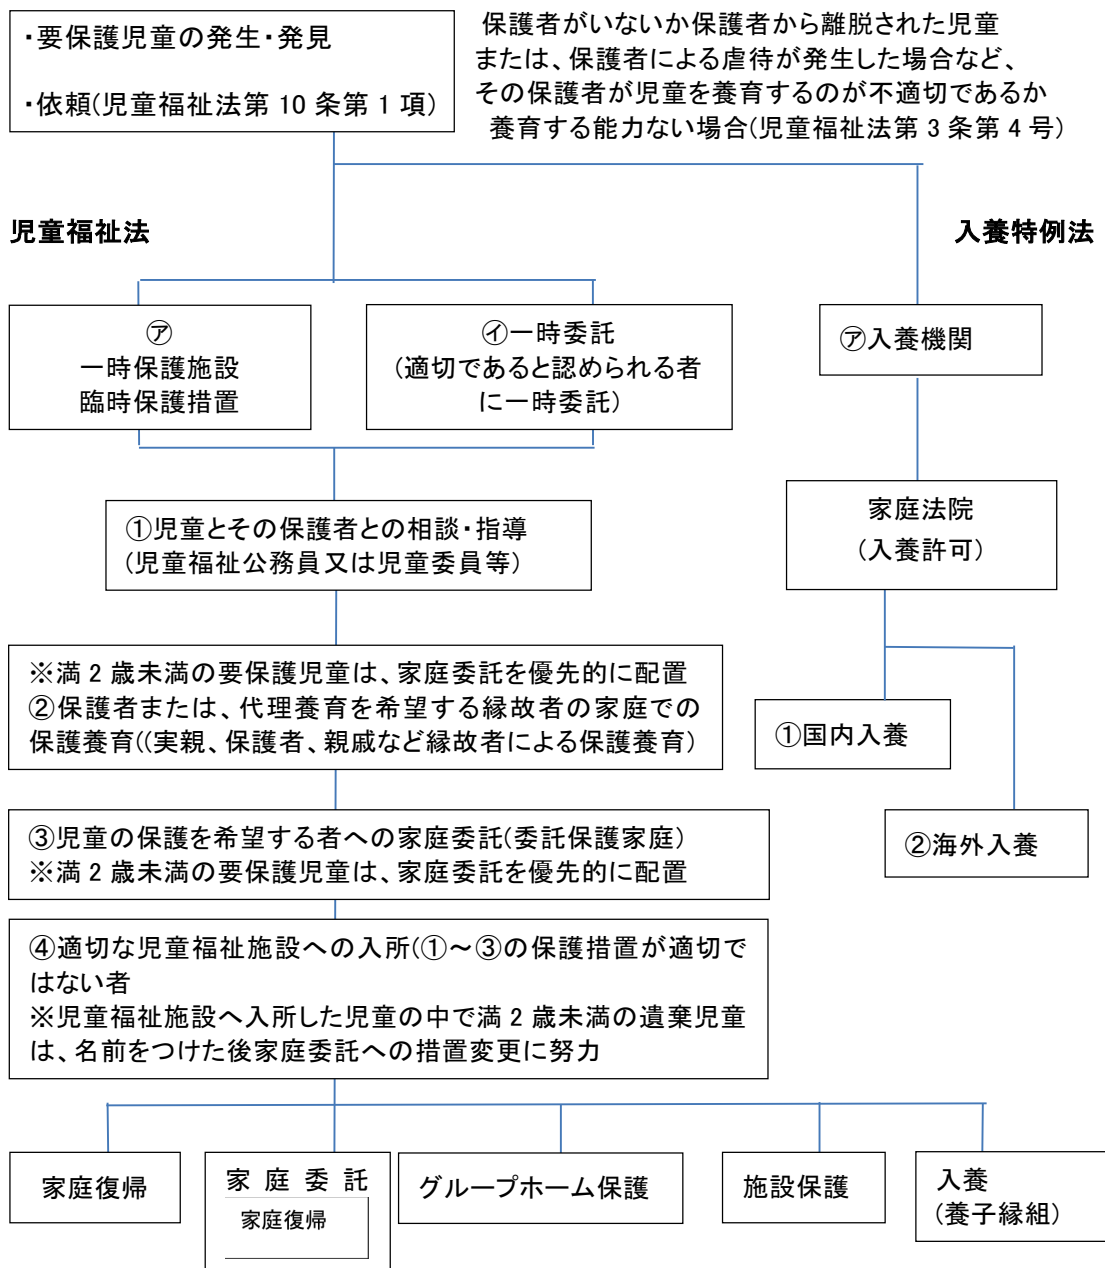 ・要保護児童の発生・発見
・依頼(児童福祉法第 10 条第 1 項)
保護者がいないか保護者から離脱された児童
または、保護者による虐待が発生した場合など、
その保護者が児童を養育するのが不適切であるか
養育する能力ない場合(児童福祉法第 3 条第 4 号)
児童福祉法
入養特例法
㋐
一時保護施設
臨時保護措置
㋑一時委託
(適切であると認められる者
に一時委託)
㋐入養機関
①児童とその保護者との相談・指導
(児童福祉公務員又は児童委員等)
家庭法院
(入養許可)
※満 2 歳未満の要保護児童は、家庭委託を優先的に配置
②保護者または、代理養育を希望する縁故者の家庭での
保護養育((実親、保護者、親戚など縁故者による保護養育)
①国内入養
③児童の保護を希望する者への家庭委託(委託保護家庭)
※満 2 歳未満の要保護児童は、家庭委託を優先的に配置
②海外入養
④適切な児童福祉施設への入所(①～③の保護措置が適切で
はない者
※児童福祉施設へ入所した児童の中で満 2 歳未満の遺棄児童
は、名前をつけた後家庭委託への措置変更に努力
家庭復帰
家 庭 委 託
家庭復帰
グループホーム保護
施設保護
入養
(養子縁組)